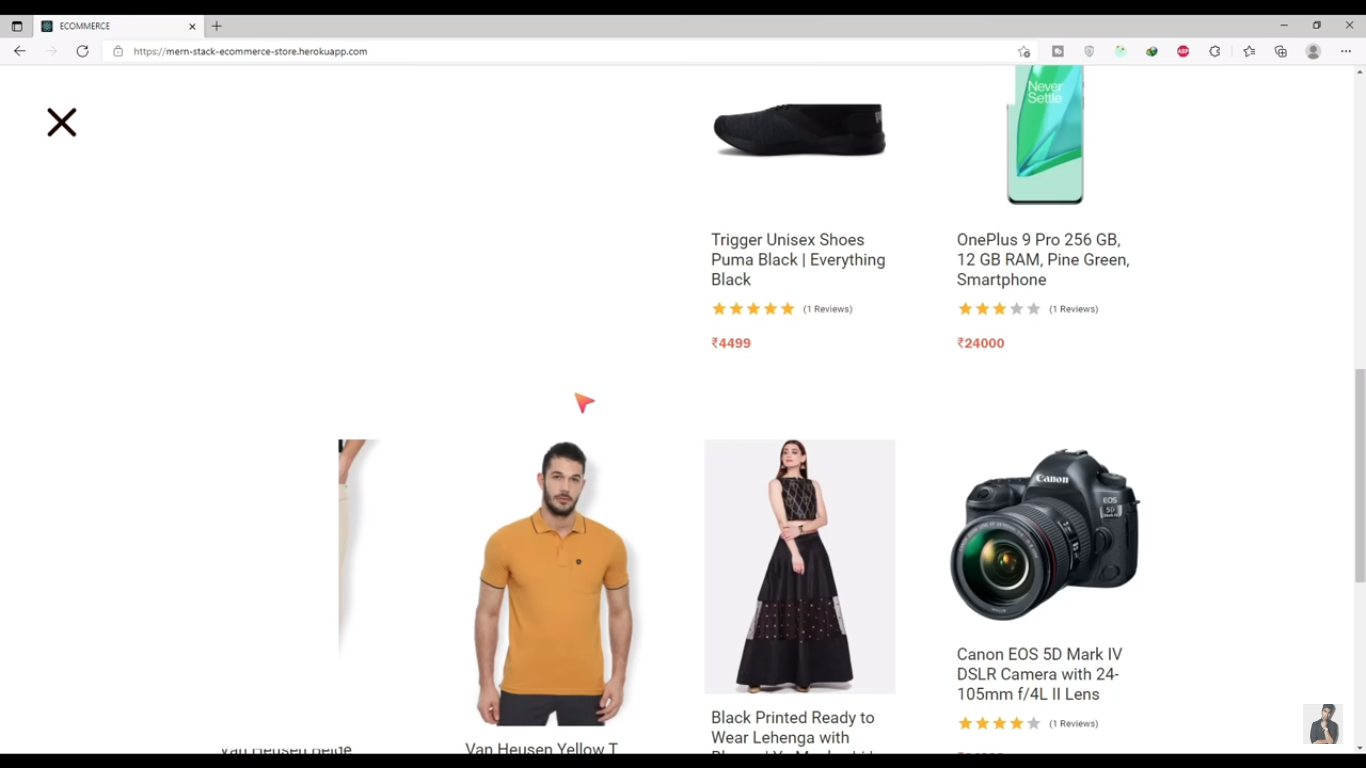 ECOMMERCE
https://mern-stack-ecommerce-store.herokuapp.com
ABP
Never
Settle
Trigger Unisex Shoes
Puma Black | Everything
Black
(1 Reviews)
₹4499
OnePlus 9 Pro 256 GB,
12 GB RAM, Pine Green,
Smartphone
(1 Reviews)
₹24000
Canon
EOS
5D
Van Heusen Beige
Van Heusen Yellow T
Black Printed Ready to
Wear Lehenga with
Canon EOS 5D Mark IV
DSLR Camera with 24-
105mm f/4L II Lens
(1 Reviews)